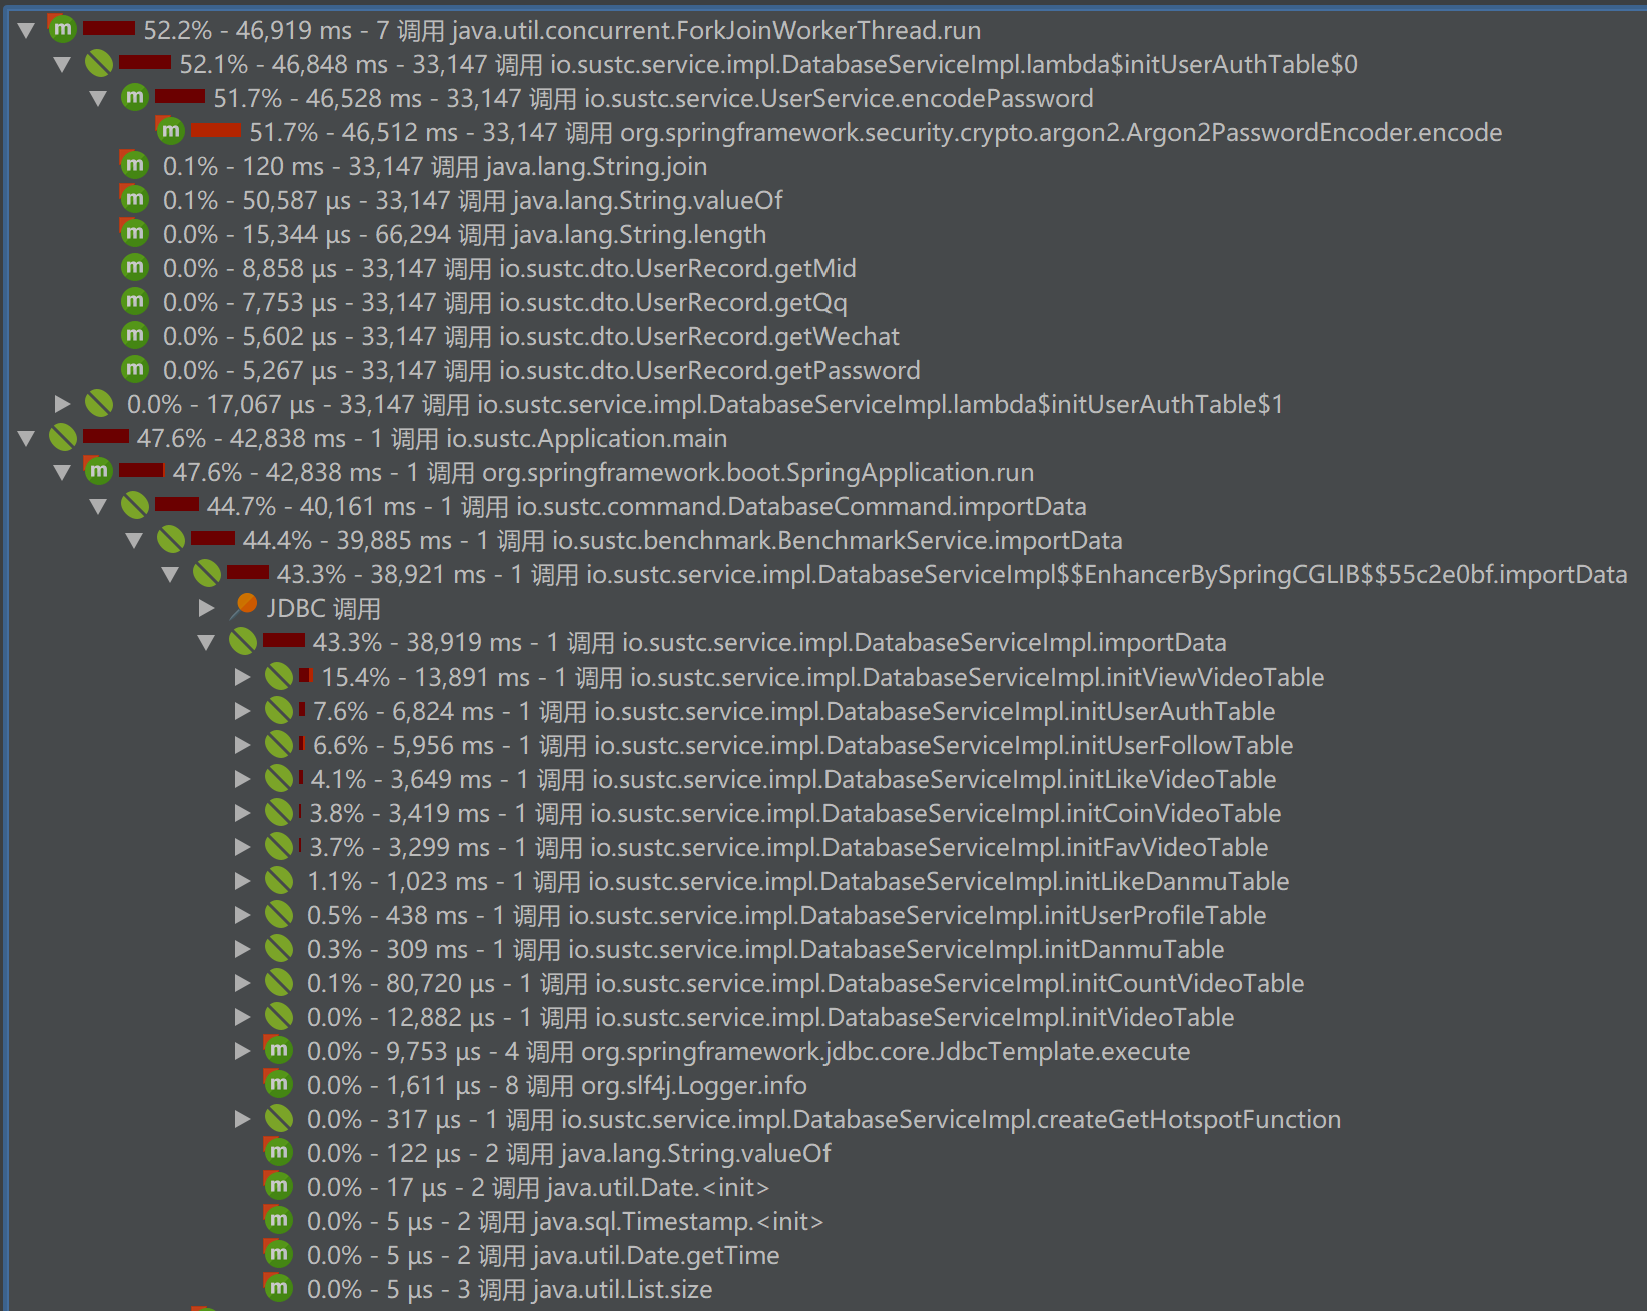 m 52.2% - 46,919 ms - 7 调用 java.util.concurrent.ForkJoinWorkerThread.run
52.1% - 46,848 ms - 33,147 调用 io.sustc.service.impl.DatabaseServiceImpl.lambda$initUserAuthTable$0
m 51.7% - 46,528 ms - 33,147 调用 io.sustc.service.UserService.encodePassword
m 51.7% - 46,512 ms - 33,147 调用 org.springframework.security.crypto.argon2.Argon2PasswordEncoder.encode
m 0.1% - 120 ms - 33,147 调用 java.lang.String.join
m 0.1% - 50,587 µs - 33,147 调用 java.lang.String.valueOf
m 0.0% - 15,344 µs - 66,294 调用 java.lang.String.length
m 0.0% - 8,858 µs - 33,147 调用 io.sustc.dto.UserRecord.getMid
m 0.0% - 7,753 µs - 33,147 调用 io.sustc.dto.UserRecord.getQq
m 0.0% - 5,602 µs - 33,147 调用 io.sustc.dto.UserRecord.getWechat
m 0.0% - 5,267 µs - 33,147 调用 io.sustc.dto.UserRecord.getPassword
0.0% - 17,067 µs - 33,147 调用 io.sustc.service.impl.DatabaseServiceImpl.lambda$initUserAuthTable$1
47.6% - 42,838 ms - 1 调用 io.sustc.Application.main
m 47.6% - 42,838 ms - 1 调用 org.springframework.boot.SpringApplication.run
44.7% - 40,161 ms - 1 调用 io.sustc.command.DatabaseCommand.importData
44.4% - 39,885 ms - 1 调用 io.sustc.benchmark.BenchmarkService.importData
43.3% - 38,921 ms - 1 调用 io.sustc.service.impl.DatabaseServiceImpl$$EnhancerBySpringCGLIB$$55c2e0bf.importData
JDBC 调用
43.3% - 38,919 ms - 1 调用 io.sustc.service.impl.DatabaseServiceImpl.importData
15.4% - 13,891 ms - 1 调用 io.sustc.service.impl.DatabaseServiceImpl.initViewVideoTable
7.6% - 6,824 ms - 1 调用 io.sustc.service.impl.DatabaseServiceImpl.initUserAuthTable
6.6% - 5,956 ms - 1 调用 io.sustc.service.impl.DatabaseServiceImpl.initUserFollowTable
4.1% - 3,649 ms - 1 调用 io.sustc.service.impl.DatabaseServiceImpl.initLikeVideoTable
3.8% - 3,419 ms - 1 调用 io.sustc.service.impl.DatabaseServiceImpl.initCoinVideoTable
3.7% - 3,299 ms - 1 调用 io.sustc.service.impl.DatabaseServiceImpl.initFavVideoTable
1.1% - 1,023 ms - 1 调用 io.sustc.service.impl.DatabaseServiceImpl.initLikeDanmuTable
0.5% - 438 ms - 1 调用 io.sustc.service.impl.DatabaseServiceImpl.initUserProfileTable
0.3% - 309 ms - 1 调用 io.sustc.service.impl.DatabaseServiceImpl.initDanmuTable
0.1% - 80,720 µs - 1 调用 io.sustc.service.impl.DatabaseServiceImpl.initCountVideoTable
0.0% - 12,882 µs - 1 调用 io.sustc.service.impl.DatabaseServiceImpl.initVideoTable
m 0.0% - 9,753 µs - 4 调用 org.springframework.jdbc.core.JdbcTemplate.execute
m 0.0% - 1,611 µs - 8 调用 org.slf4j.Logger.info
0.0% - 317 µs - 1 调用 io.sustc.service.impl.DatabaseServiceImpl.createGetHotspotFunction
m 0.0% - 122 µs - 2 调用 java.lang.String.valueOf
m 0.0% - 17 µs - 2 调用 java.util.Date.<init>
m 0.0% - 5 µs - 2 调用 java.sql.Timestamp.<init>
m 0.0% - 5 µs - 2 调用 java.util.Date.getTime
m 0.0% - 5 µs - 3 调用 java.util.List.size